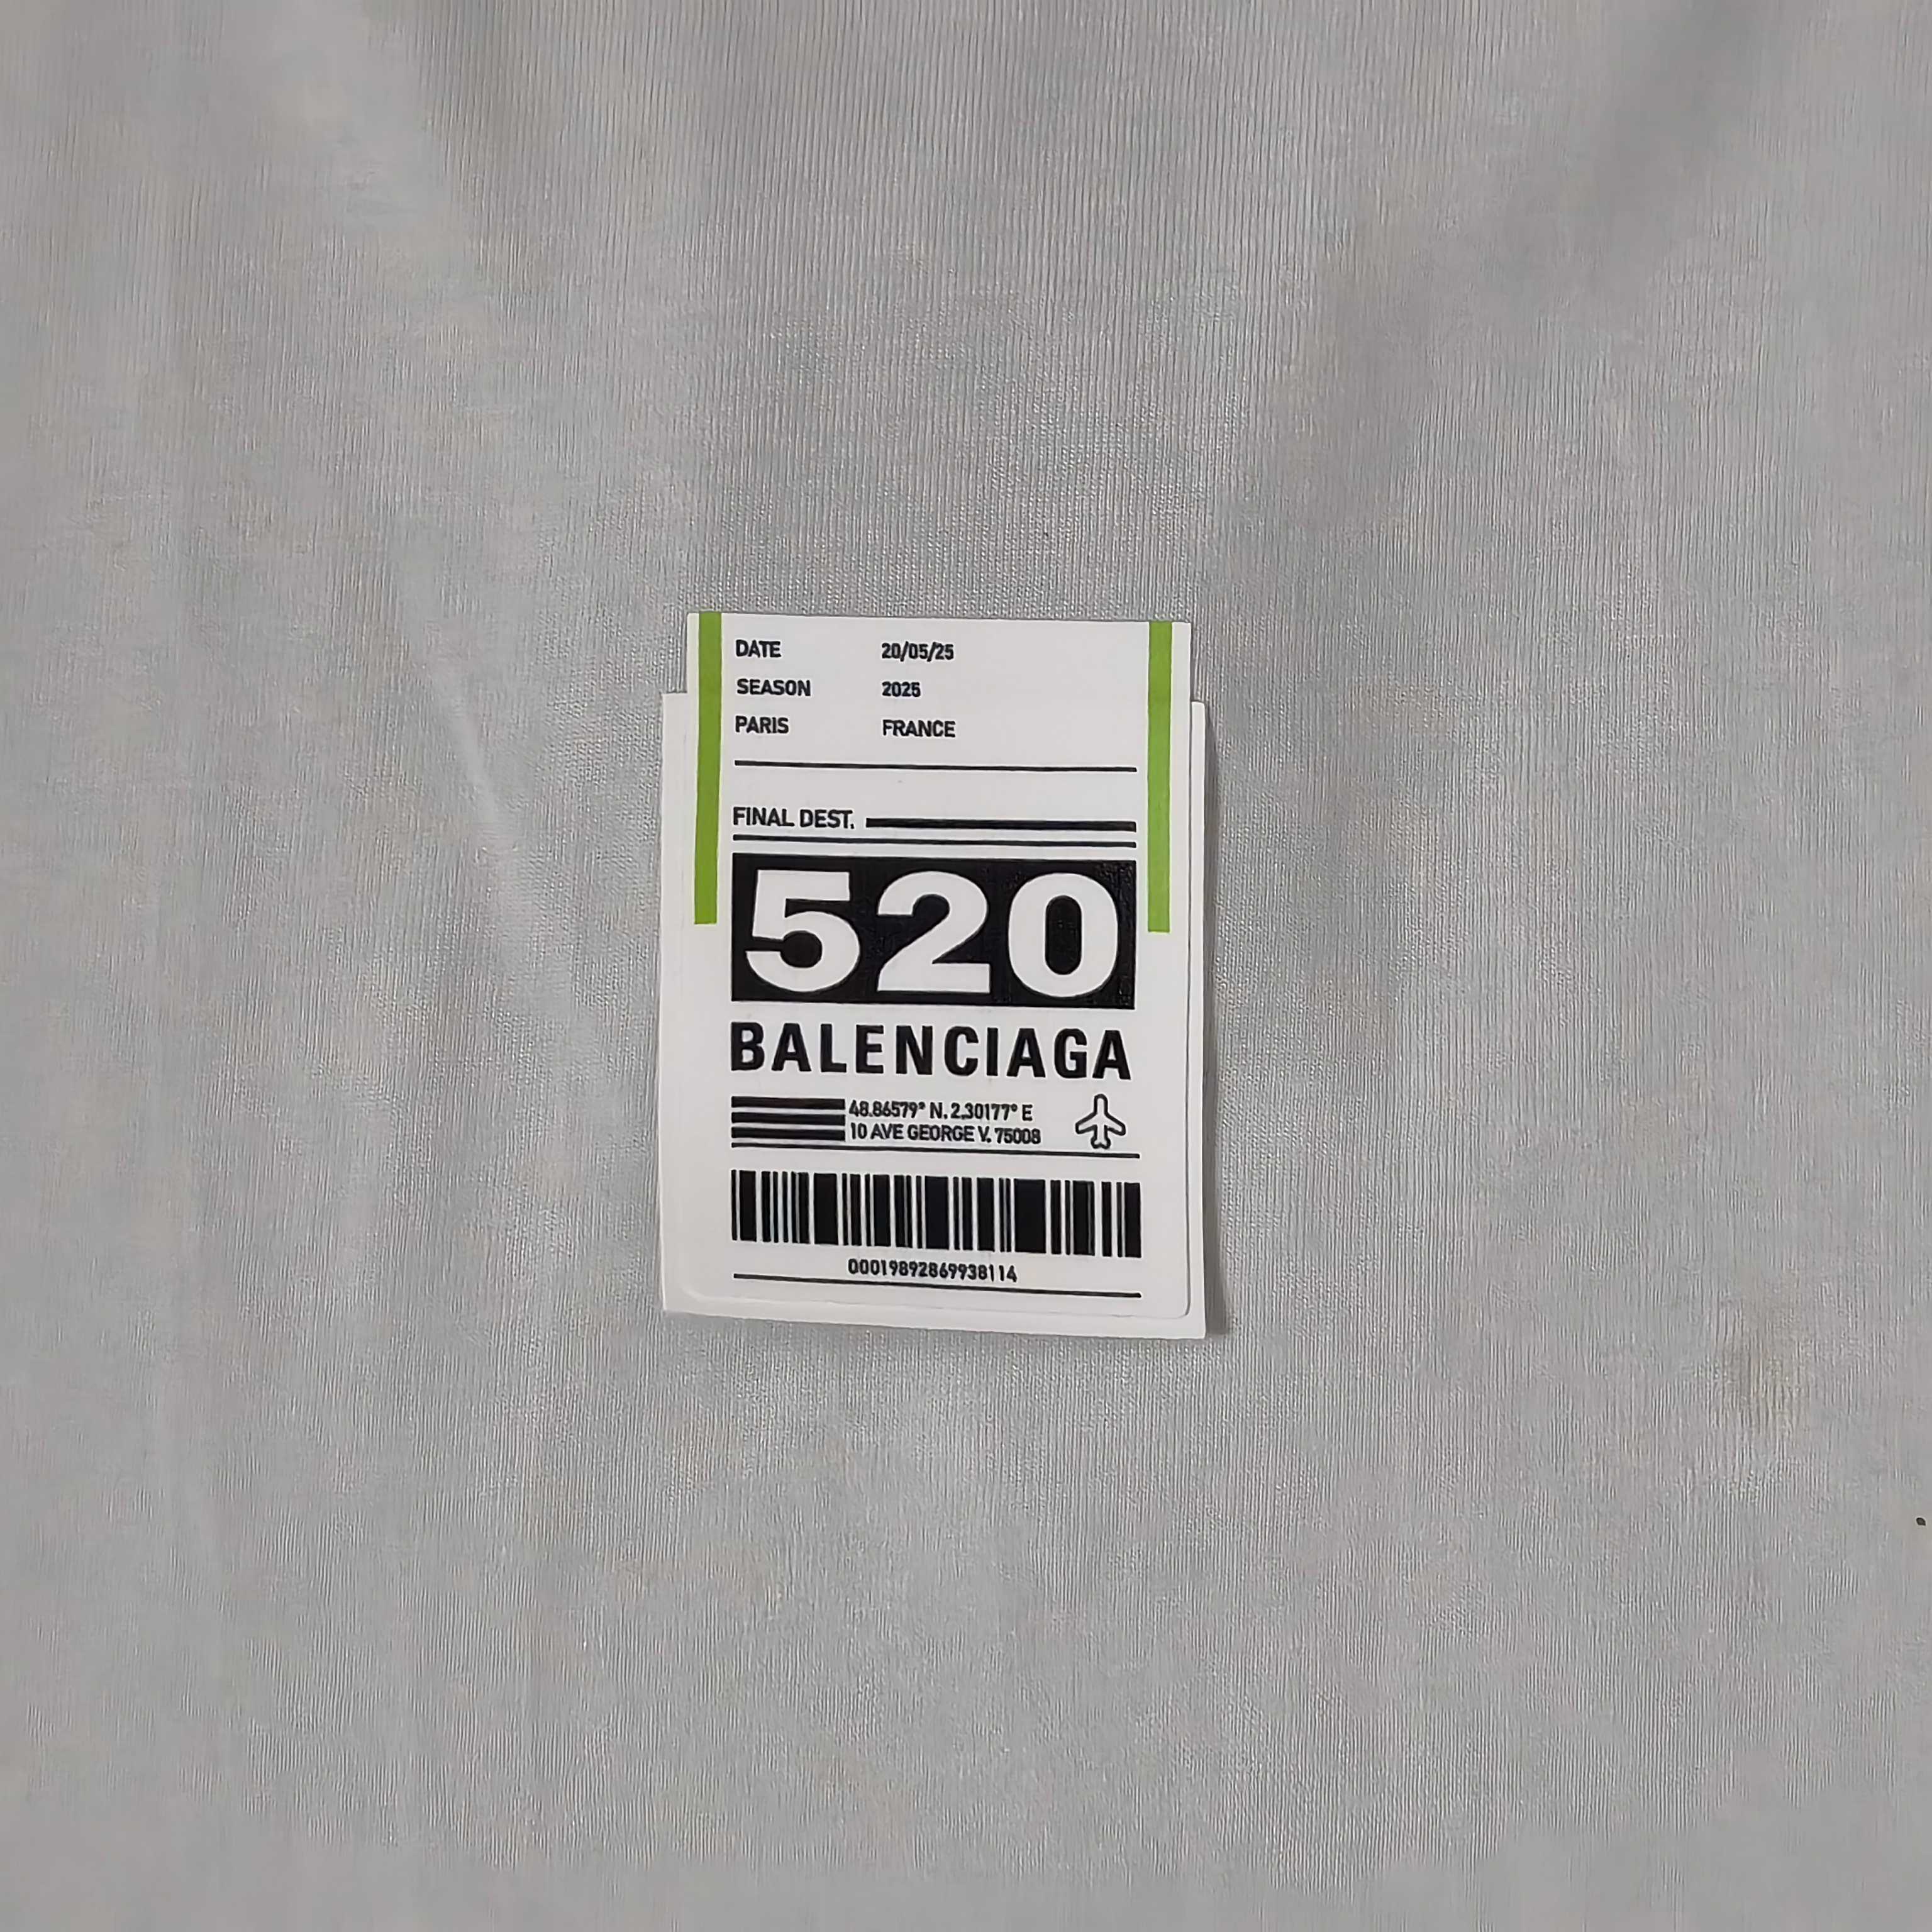 DATE 20/05/25
SEASON 2025
PARIS FRANCE
FINAL DEST.
520
BALENCIAGA
48.86579° N. 2.30177° E
10 AVE GEORGE V. 75008
00019892869938114